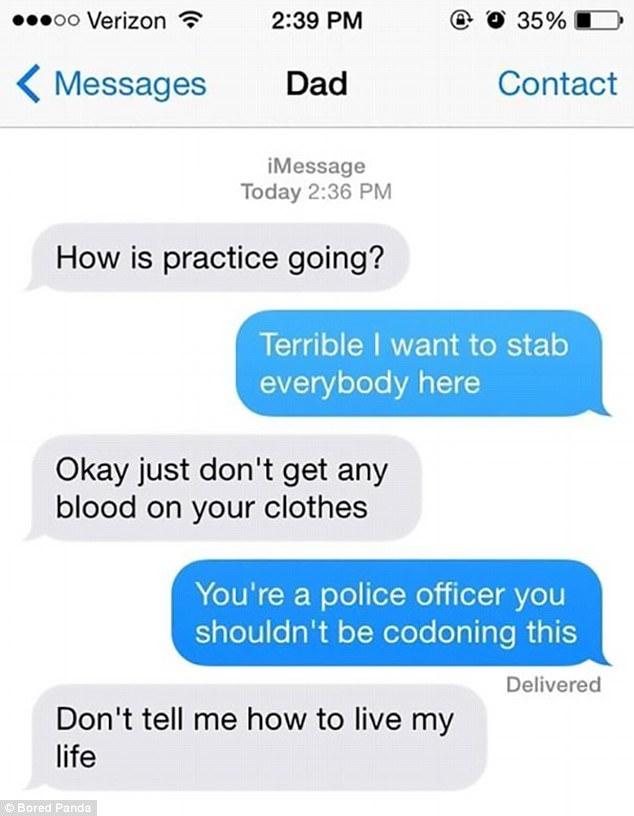 Verizon 2:39 PM 35%
Messages Dad Contact
iMessage
Today 2:36 PM
How is practice going?
Terrible I want to stab
everybody here
Okay just don't get any
blood on your clothes
You're a police officer you
shouldn't be codoning this
Delivered
Don't tell me how to live my
life
© Bored Panda